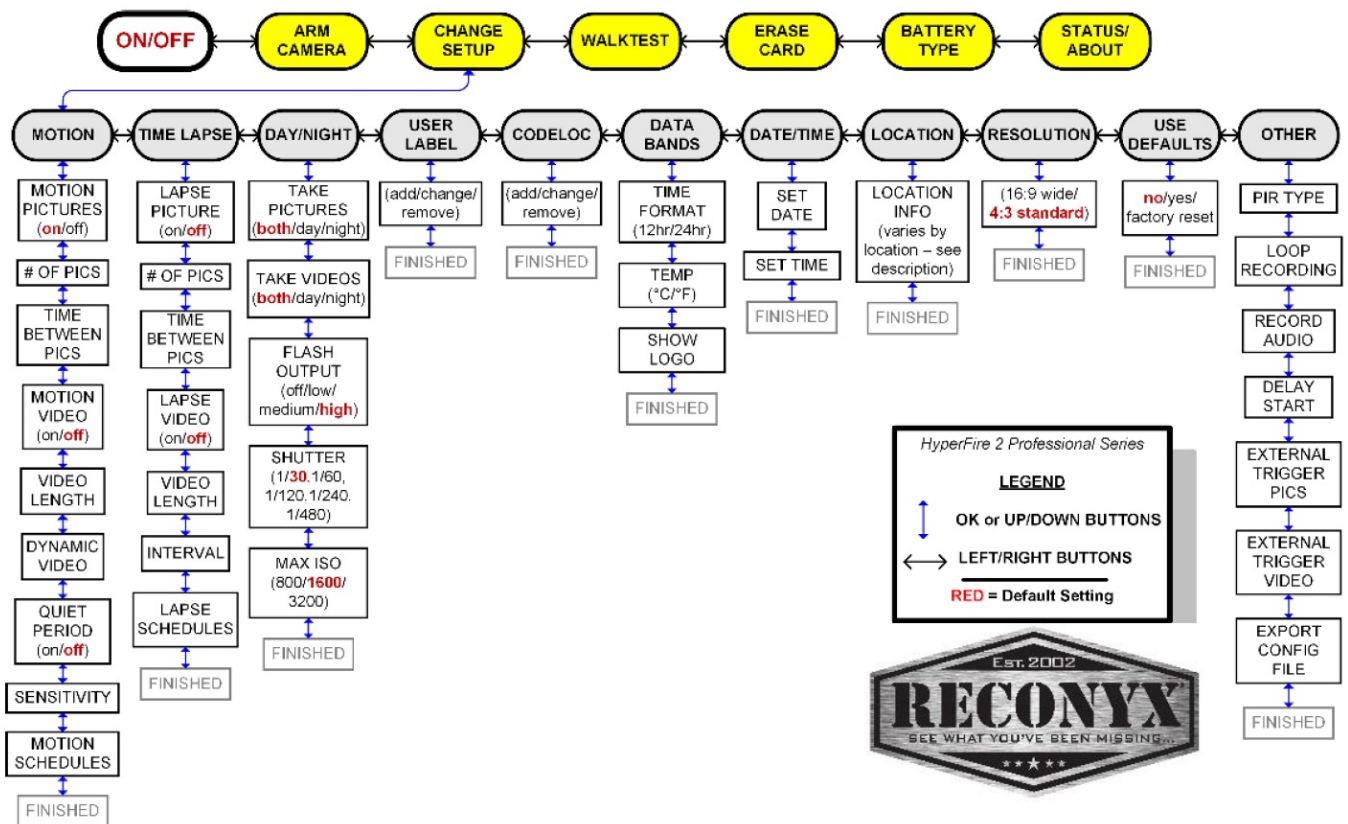 ON/OFF
ARM
CAMERA
CHANGE
SETUP
WALKTEST
ERASE
CARD
BATTERY
TYPE
STATUS/
ABOUT
MOTION
MOTION
PICTURES
(on/off)
# OF PICS
TIME
BETWEEN
PICS
MOTION
VIDEO
(on/off)
VIDEO
LENGTH
DYNAMIC
VIDEO
QUIET
PERIOD
(on/off)
SENSITIVITY
MOTION
SCHEDULES
FINISHED
TIME LAPSE
LAPSE
PICTURE
(on/off)
# OF PICS
TIME
BETWEEN
PICS
LAPSE
VIDEO
(on/off)
VIDEO
LENGTH
INTERVAL
LAPSE
SCHEDULES
FINISHED
DAY/NIGHT
TAKE
PICTURES
(both/day/night)
TAKE VIDEOS
(both/day/night)
FLASH
OUTPUT
(off/low/
medium/high)
SHUTTER
(1/30,1/60,
1/120,1/240,
1/480)
MAX ISO
(800/1600/
3200)
FINISHED
USER
LABEL
(add/change/
remove)
FINISHED
CODELOC
(add/change/
remove)
FINISHED
DATA
BANDS
TIME
FORMAT
(12hr/24hr)
TEMP
(°C/°F)
SHOW
LOGO
FINISHED
DATE/TIME
SET
DATE
SET TIME
FINISHED
LOCATION
LOCATION
INFO
(varies by
location – see
description)
FINISHED
RESOLUTION
(16:9 wide/
4:3 standard)
FINISHED
USE
DEFAULTS
no/yes/
factory reset
FINISHED
OTHER
PIR TYPE
LOOP
RECORDING
RECORD
AUDIO
DELAY
START
EXTERNAL
TRIGGER
PICS
EXTERNAL
TRIGGER
VIDEO
EXPORT
CONFIG
FILE
FINISHED
HyperFire 2 Professional Series
LEGEND
OK or UP/DOWN BUTTONS
LEFT/RIGHT BUTTONS
RED = Default Setting
EST. 2002
RECONYX
SEE WHAT YOU'VE BEEN MISSING...